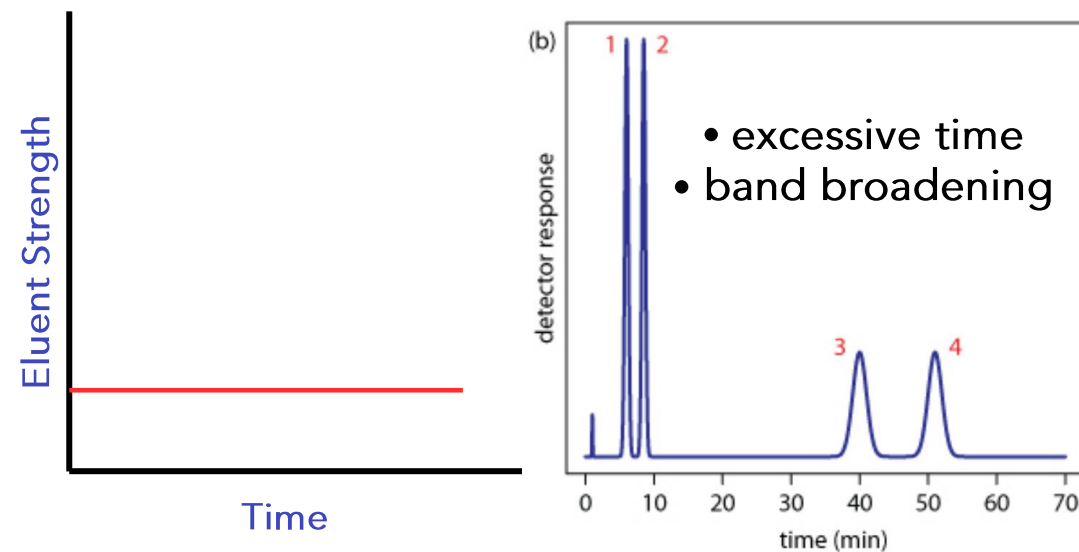 Eluent Strength
Time
(b)
1 2
• excessive time
• band broadening
detector response
3 4
0 10 20 30 40 50 60 70
time (min)